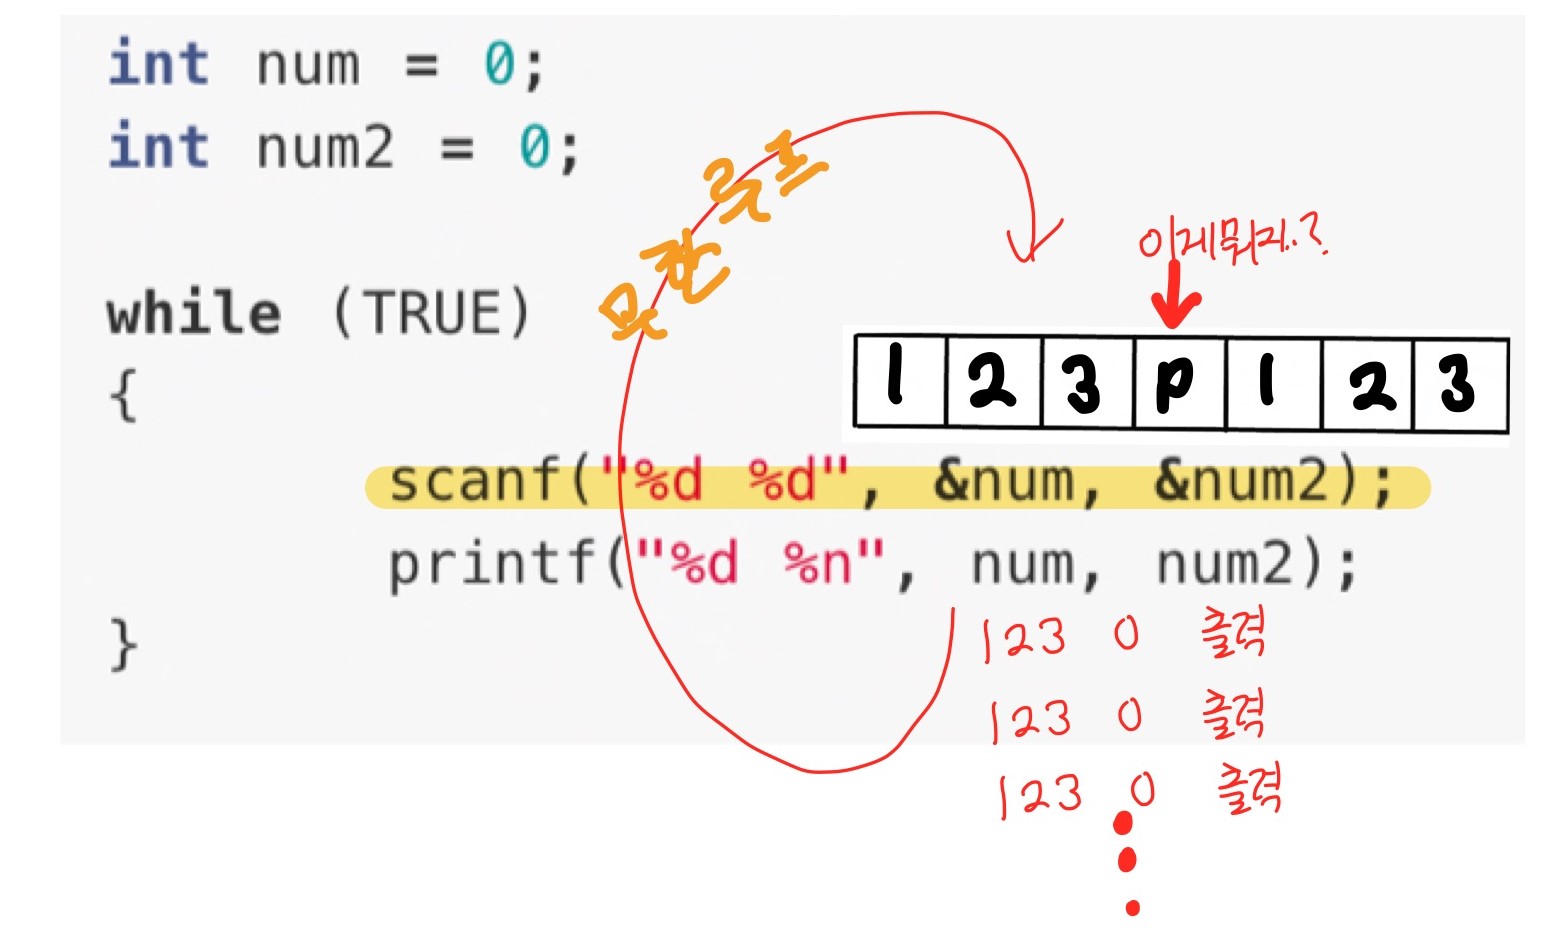 int num = 0;
int num2 = 0;
무한 루프
이게뭐지..?
while (TRUE)
{
1 2 3 p 1 2 3
scanf("%d %d", &num, &num2);
printf("%d %n", num, num2);
}
123 0 출력
123 0 출력
123 0 출력